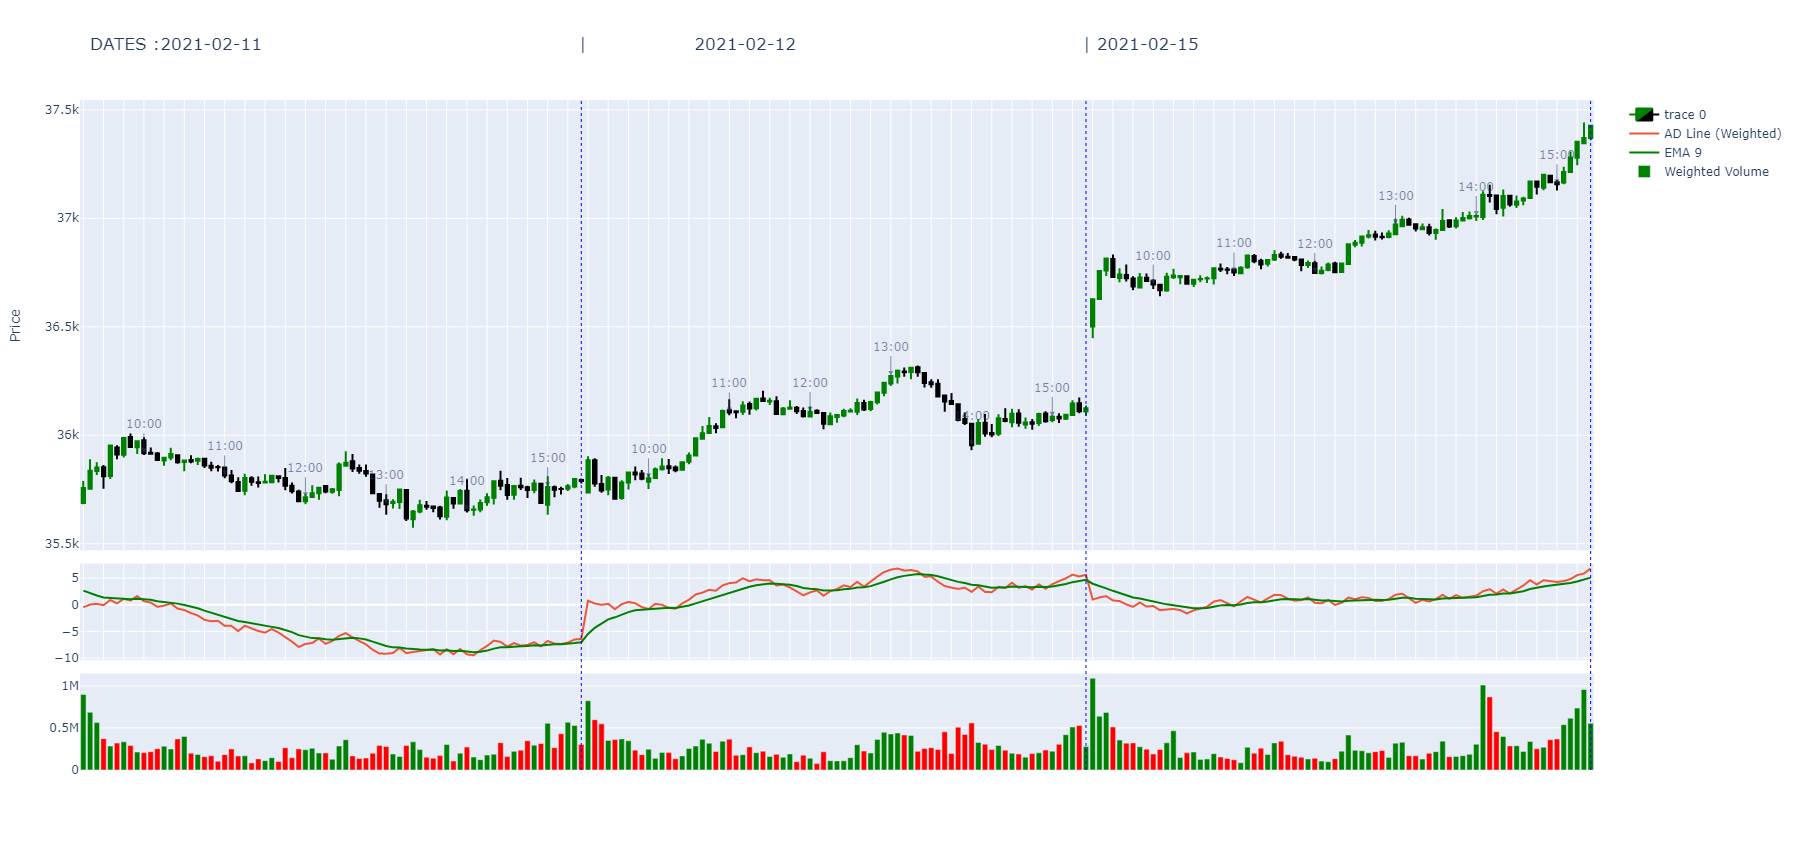 DATES :2021-02-11 | 2021-02-12 | 2021-02-15
37.5k
37k
36.5k
36k
35.5k
Price
10:00
11:00
12:00
13:00
14:00
15:00
10:00
11:00
12:00
13:00
14:00
15:00
10:00
11:00
12:00
13:00
14:00
15:00
trace 0
AD Line (Weighted)
EMA 9
Weighted Volume
5
0
−5
−10
1M
0.5M
0